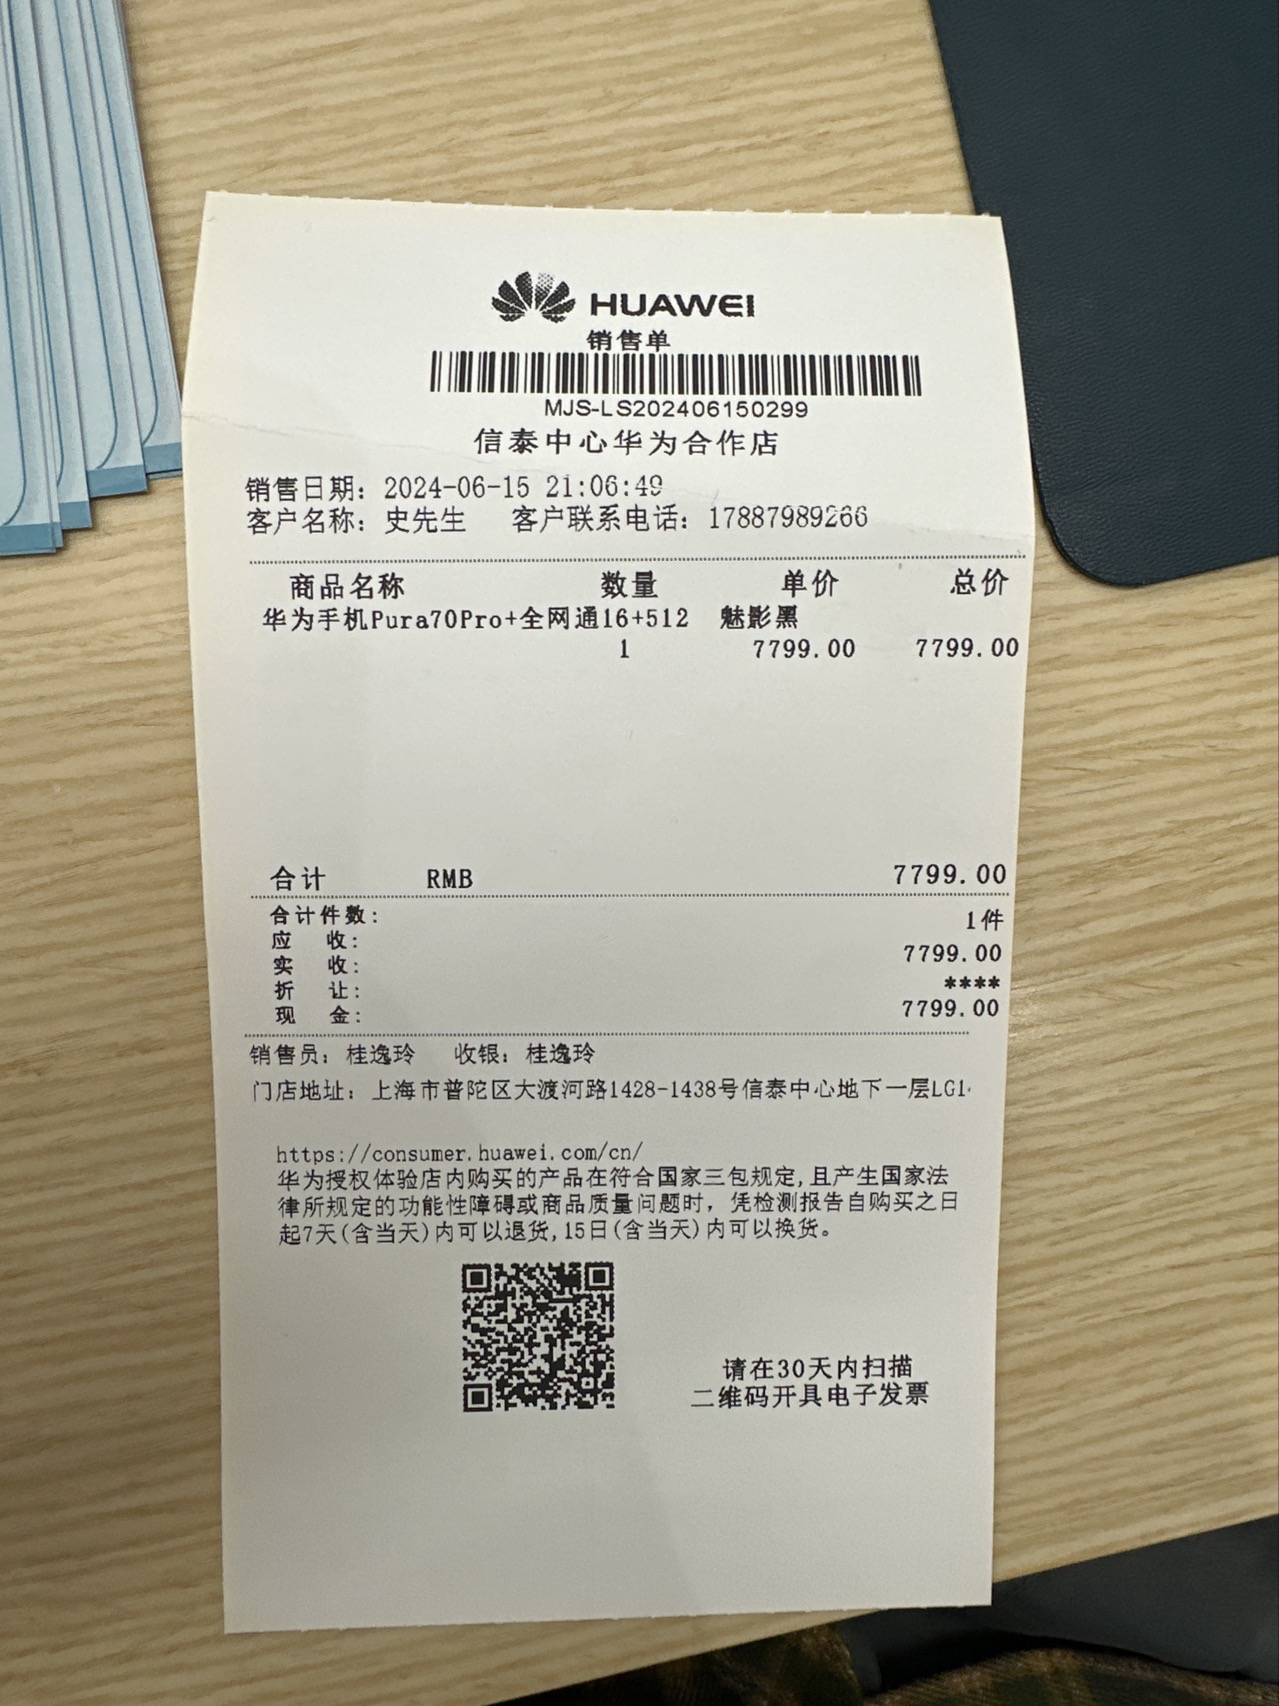 HUAWEI
销售单
MJS-LS202406150299
信泰中心华为合作店
销售日期：2024-06-15 21:06:49
客户名称：史先生 客户联系电话：17887989266
商品名称 数量 单价 总价
华为手机Pura70Pro+全网通16+512 魅影黑
1 7799.00 7799.00
合计 RMB 7799.00
合计件数： 1件
应 收： 7799.00
实 收： ****
折 让： 7799.00
现 金：
销售员：桂逸玲 收银：桂逸玲
门店地址：上海市普陀区大渡河路1428-1438号信泰中心地下一层LG1
https://consumer.huawei.com/cn/
华为授权体验店内购买的产品在符合国家三包规定,且产生国家法
律所规定的功能性障碍或商品质量问题时，凭检测报告自购买之日
起7天(含当天)内可以退货,15日(含当天)内可以换货。
请在30天内扫描
二维码开具电子发票